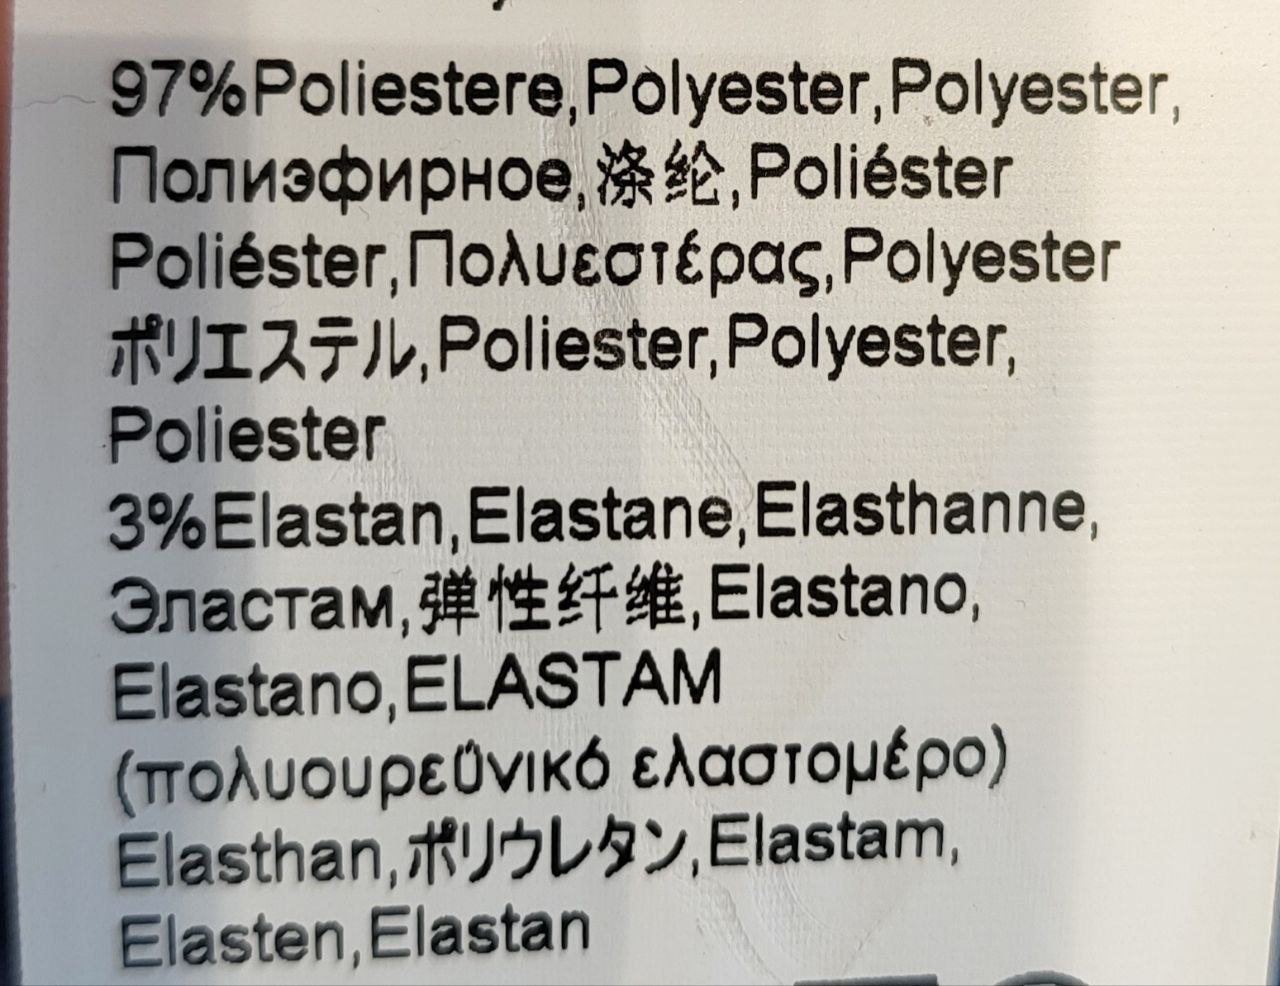 97%Poliestere,Polyester,Polyester,
Полиэфирное,涤纶,Poliéster
Poliéster,Πολυεστέρας,Polyester
ポリエステル,Poliester,Polyester,
Poliester
3%Elastan,Elastane,Elasthanne,
Эластам,弹性纤维,Elastano,
Elastano,ELASTAM
(πολυουρεΰνικό ελαστομέρο)
Elasthan,ポリウレタン,Elastam,
Elasten,Elastan